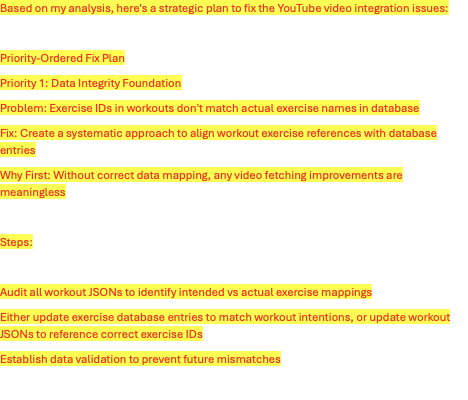 Based on my analysis, here's a strategic plan to fix the YouTube video integration issues:
Priority-Ordered Fix Plan
Priority 1: Data Integrity Foundation
Problem: Exercise IDs in workouts don't match actual exercise names in database
Fix: Create a systematic approach to align workout exercise references with database
entries
Why First: Without correct data mapping, any video fetching improvements are
meaningless
Steps:
Audit all workout JSONs to identify intended vs actual exercise mappings
Either update exercise database entries to match workout intentions, or update workout
JSONs to reference correct exercise IDs
Establish data validation to prevent future mismatches